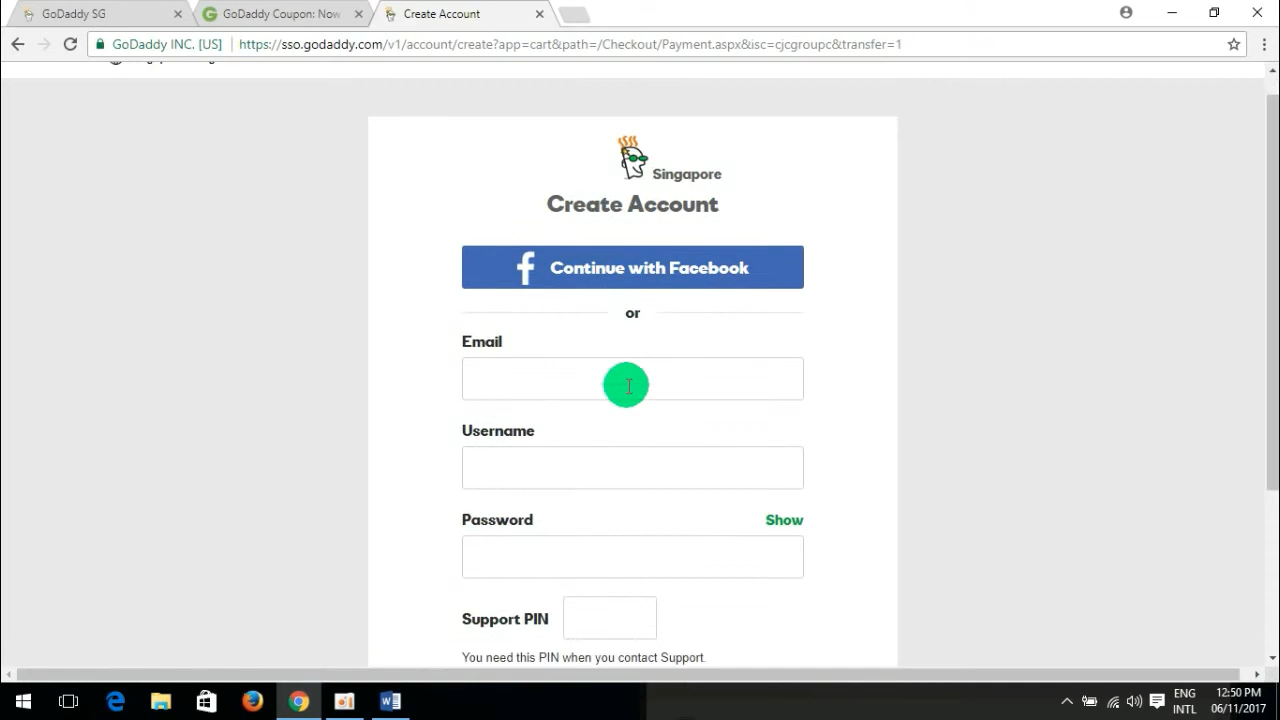 GoDaddy SG
GoDaddy Coupon: Now
Create Account
GoDaddy INC. [US]
https://sso.godaddy.com/v1/account/create?app=cart&path=/Checkout/Payment.aspx&isc=cjcgroupc&transfer=1
Singapore
Create Account
f Continue with Facebook
or
Email
Username
Password Show
Support PIN
You need this PIN when you contact Support.
ENG 12:50 PM
INTL 06/11/2017